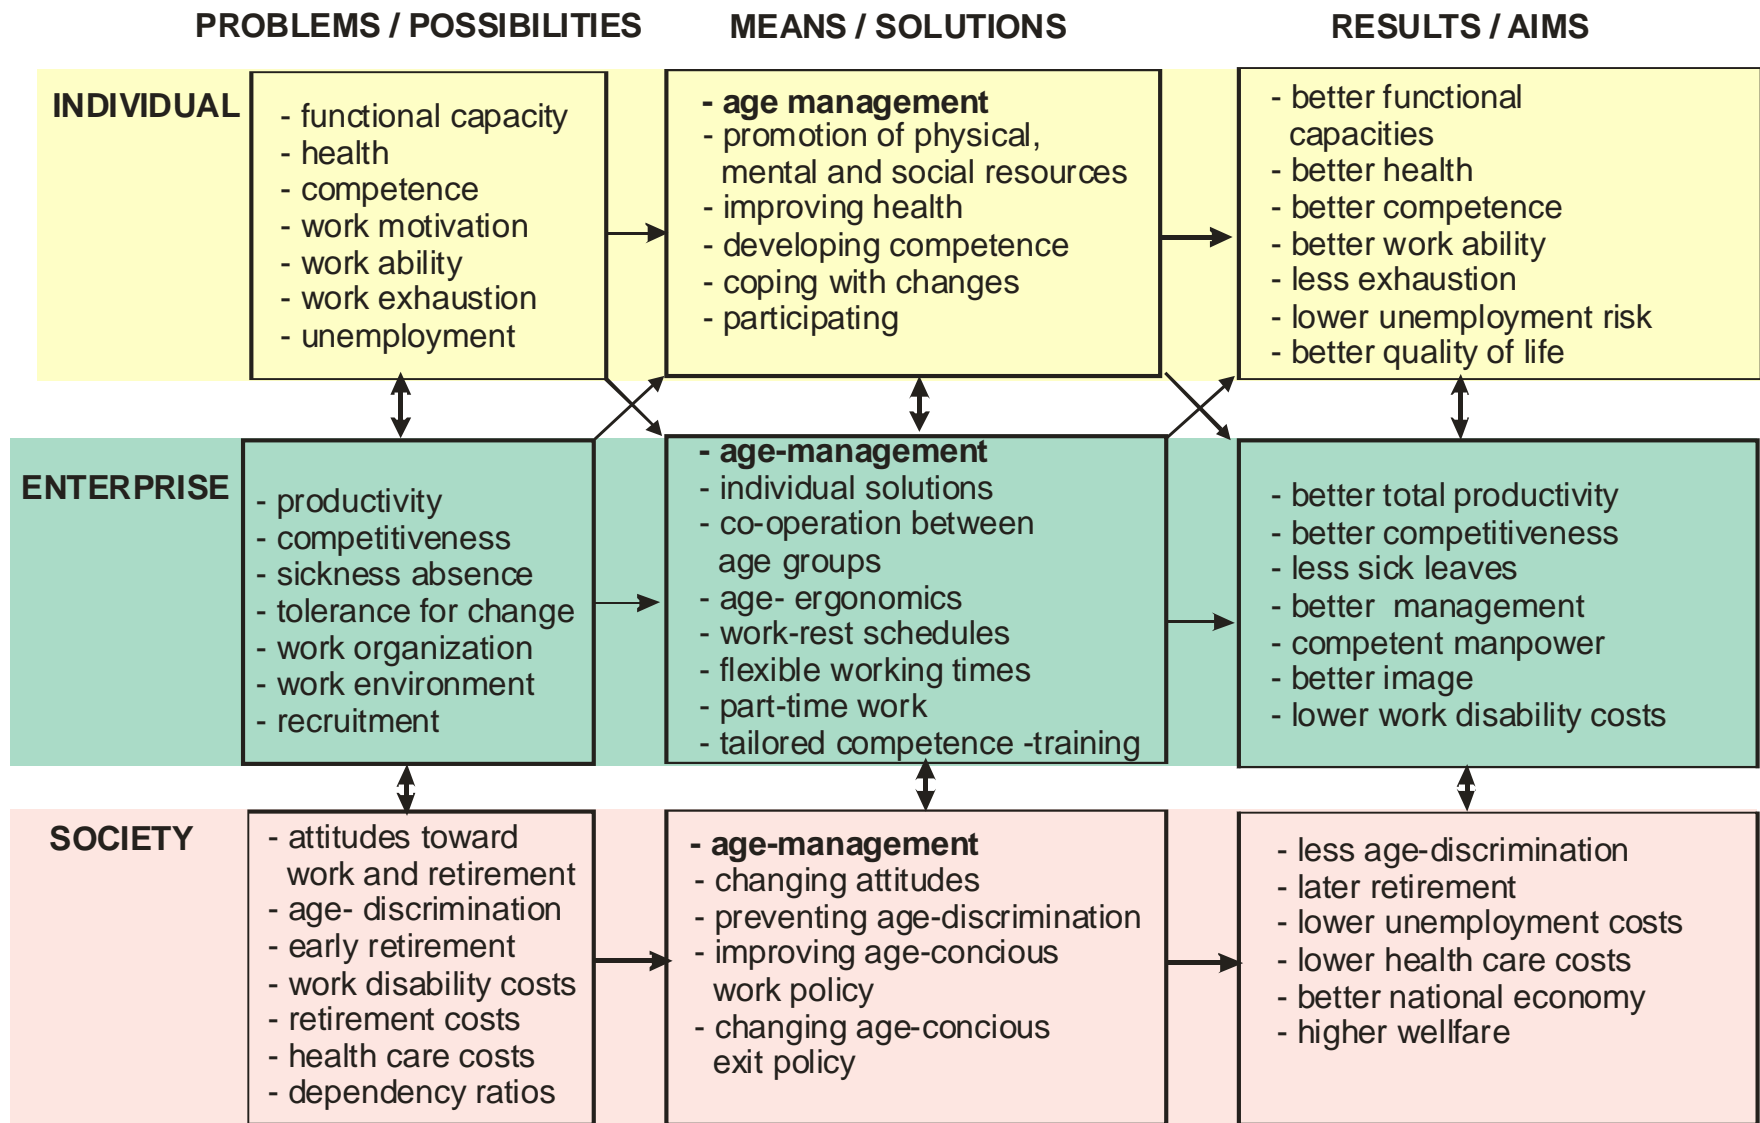 PROBLEMS / POSSIBILITIES
MEANS / SOLUTIONS
RESULTS / AIMS
INDIVIDUAL
- functional capacity
- health
- competence
- work motivation
- work ability
- work exhaustion
- unemployment
- age management
- promotion of physical,
mental and social resources
- improving health
- developing competence
- coping with changes
- participating
- better functional
capacities
- better health
- better competence
- better work ability
- less exhaustion
- lower unemployment risk
- better quality of life
ENTERPRISE
- productivity
- competitiveness
- sickness absence
- tolerance for change
- work organization
- work environment
- recruitment
- age-management
- individual solutions
- co-operation between
age groups
- age- ergonomics
- work-rest schedules
- flexible working times
- part-time work
- tailored competence -training
- better total productivity
- better competitiveness
- less sick leaves
- better  management
- competent manpower
- better image
- lower work disability costs
SOCIETY
- attitudes toward
work and retirement
- age- discrimination
- early retirement
- work disability costs
- retirement costs
- health care costs
- dependency ratios
- age-management
- changing attitudes
- preventing age-discrimination
- improving age-concious
work policy
- changing age-concious
exit policy
- less age-discrimination
- later retirement
- lower unemployment costs
- lower health care costs
- better national economy
- higher wellfare